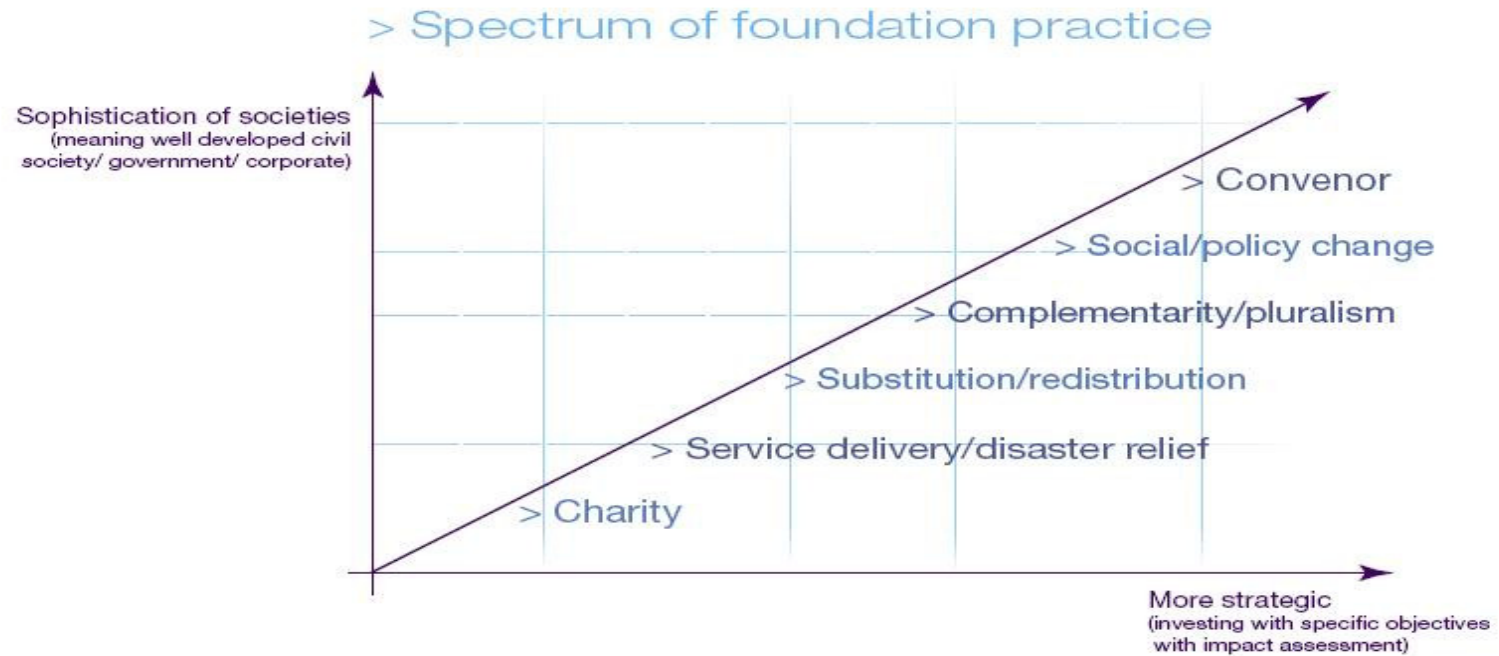 > Spectrum of foundation practice
Sophistication of societies
(meaning well developed civil
society/ government/ corporate)
> Convenor
> Social/policy change
> Complementarity/pluralism
> Substitution/redistribution
> Service delivery/disaster relief
> Charity
More strategic
(investing with specific objectives
with impact assessment)